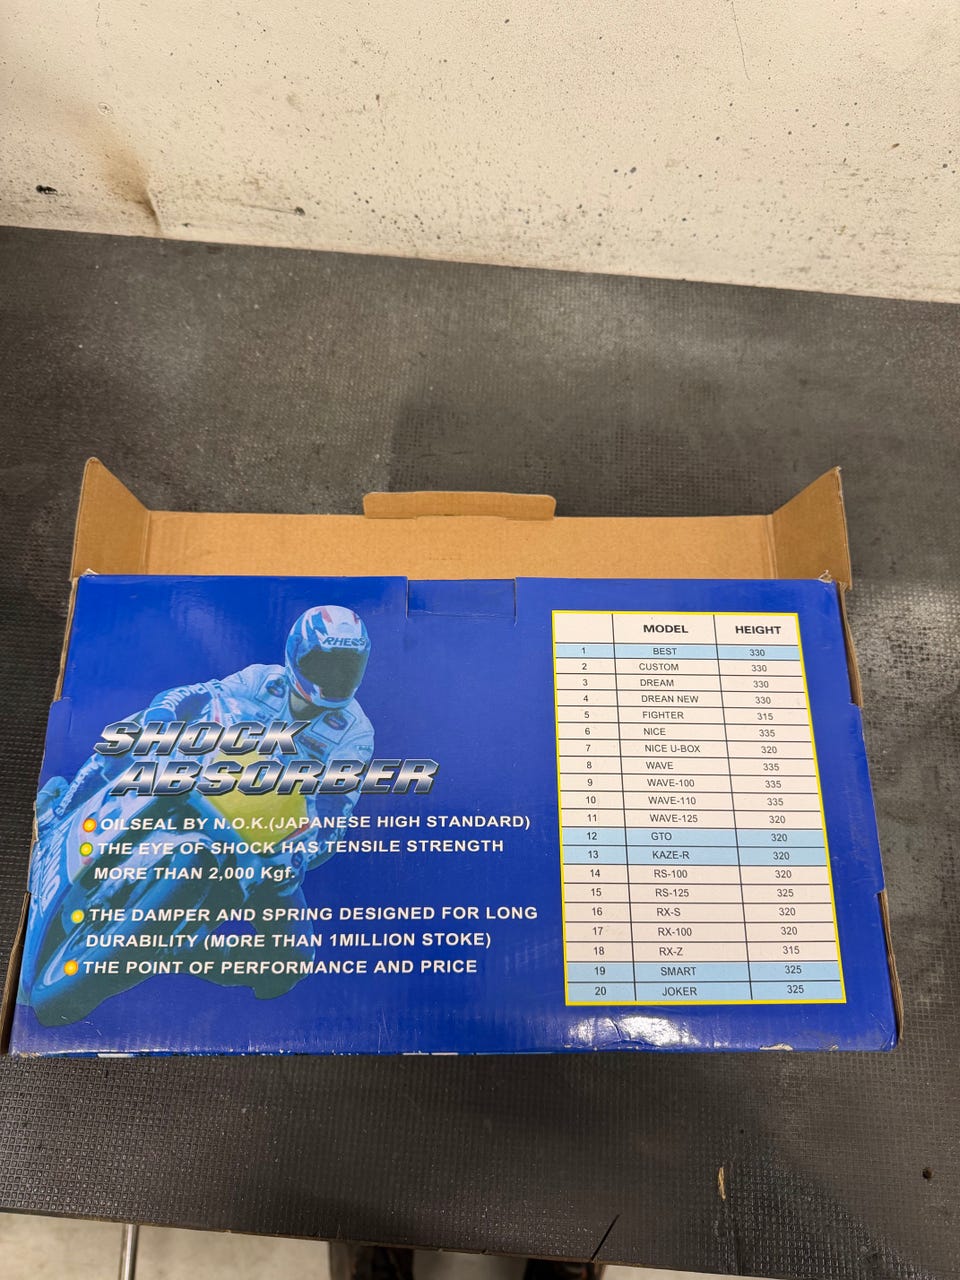 RHEOS
SHOCK
ABSORBER
OILSEAL BY N.O.K.(JAPANESE HIGH STANDARD)
THE EYE OF SHOCK HAS TENSILE STRENGTH
MORE THAN 2,000 Kgf.
THE DAMPER AND SPRING DESIGNED FOR LONG
DURABILITY (MORE THAN 1MILLION STOKE)
THE POINT OF PERFORMANCE AND PRICE
MODEL HEIGHT
1 BEST 330
2 CUSTOM 330
3 DREAM 330
4 DREAN NEW 330
5 FIGHTER 315
6 NICE 335
7 NICE U-BOX 320
8 WAVE 335
9 WAVE-100 335
10 WAVE-110 335
11 WAVE-125 320
12 GTO 320
13 KAZE-R 320
14 RS-100 320
15 RS-125 325
16 RX-S 320
17 RX-100 320
18 RX-Z 315
19 SMART 325
20 JOKER 325